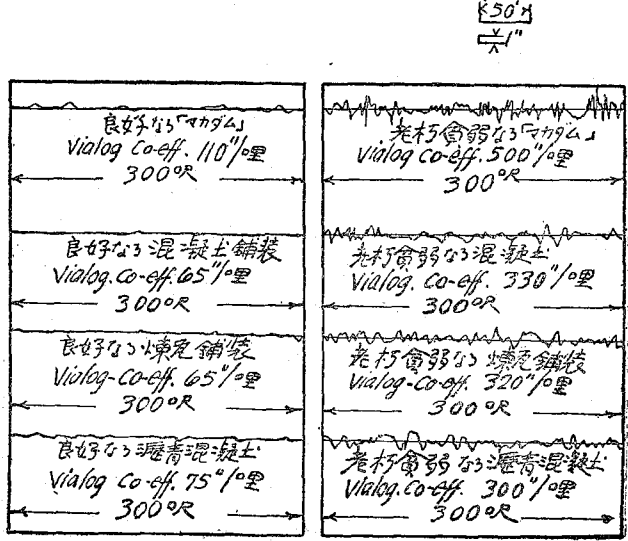 50'
1"
良好なる「マカダム」
Vialog Co-eff. 110"/哩
300呎
良好なる混凝土鋪装
Vialog. Co-eff. 65"/哩
300呎
良好なる煉瓦鋪装
Vialog-Co-eff. 65"/哩
300呎
良好なる瀝青混凝土
Vialog Co-eff. 75"/哩
300呎
老朽貧弱なる「マカダム」
Vialog Co-eff. 500"/哩
300呎
老朽貧弱なる混凝土
Vialog. Co-eff. 330"/哩
300呎
老朽貧弱なる煉瓦鋪装
Vialog-Co-eff. 320"/哩
300呎
老朽貧弱なる瀝青混凝土
Vialog. Co-eff. 300"/哩
300呎